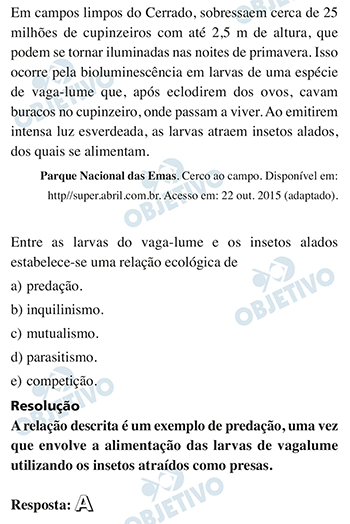 Em campos limpos do Cerrado, sobressaem cerca de 25
milhões de cupinzeiros com até 2,5 m de altura, que
podem se tornar iluminadas nas noites de primavera. Isso
ocorre pela bioluminescência em larvas de uma espécie
de vaga-lume que, após eclodirem dos ovos, cavam
buracos no cupinzeiro, onde passam a viver. Ao emitirem
intensa luz esverdeada, as larvas atraem insetos alados,
dos quais se alimentam.
Parque Nacional das Emas. Cerco ao campo. Disponível em:
http//super.abril.com.br. Acesso em: 22 out. 2015 (adaptado).
Entre as larvas do vaga-lume e os insetos alados
estabelece-se uma relação ecológica de
a) predação.
b) inquilinismo.
c) mutualismo.
d) parasitismo.
e) competição.
Resolução
A relação descrita é um exemplo de predação, uma vez
que envolve a alimentação das larvas de vagalume
utilizando os insetos atraídos como presas.
Resposta: A
OBJETIVO
OBJETIVO
OBJETIVO
OBJETIVO
OBJETIVO
OBJETIVO